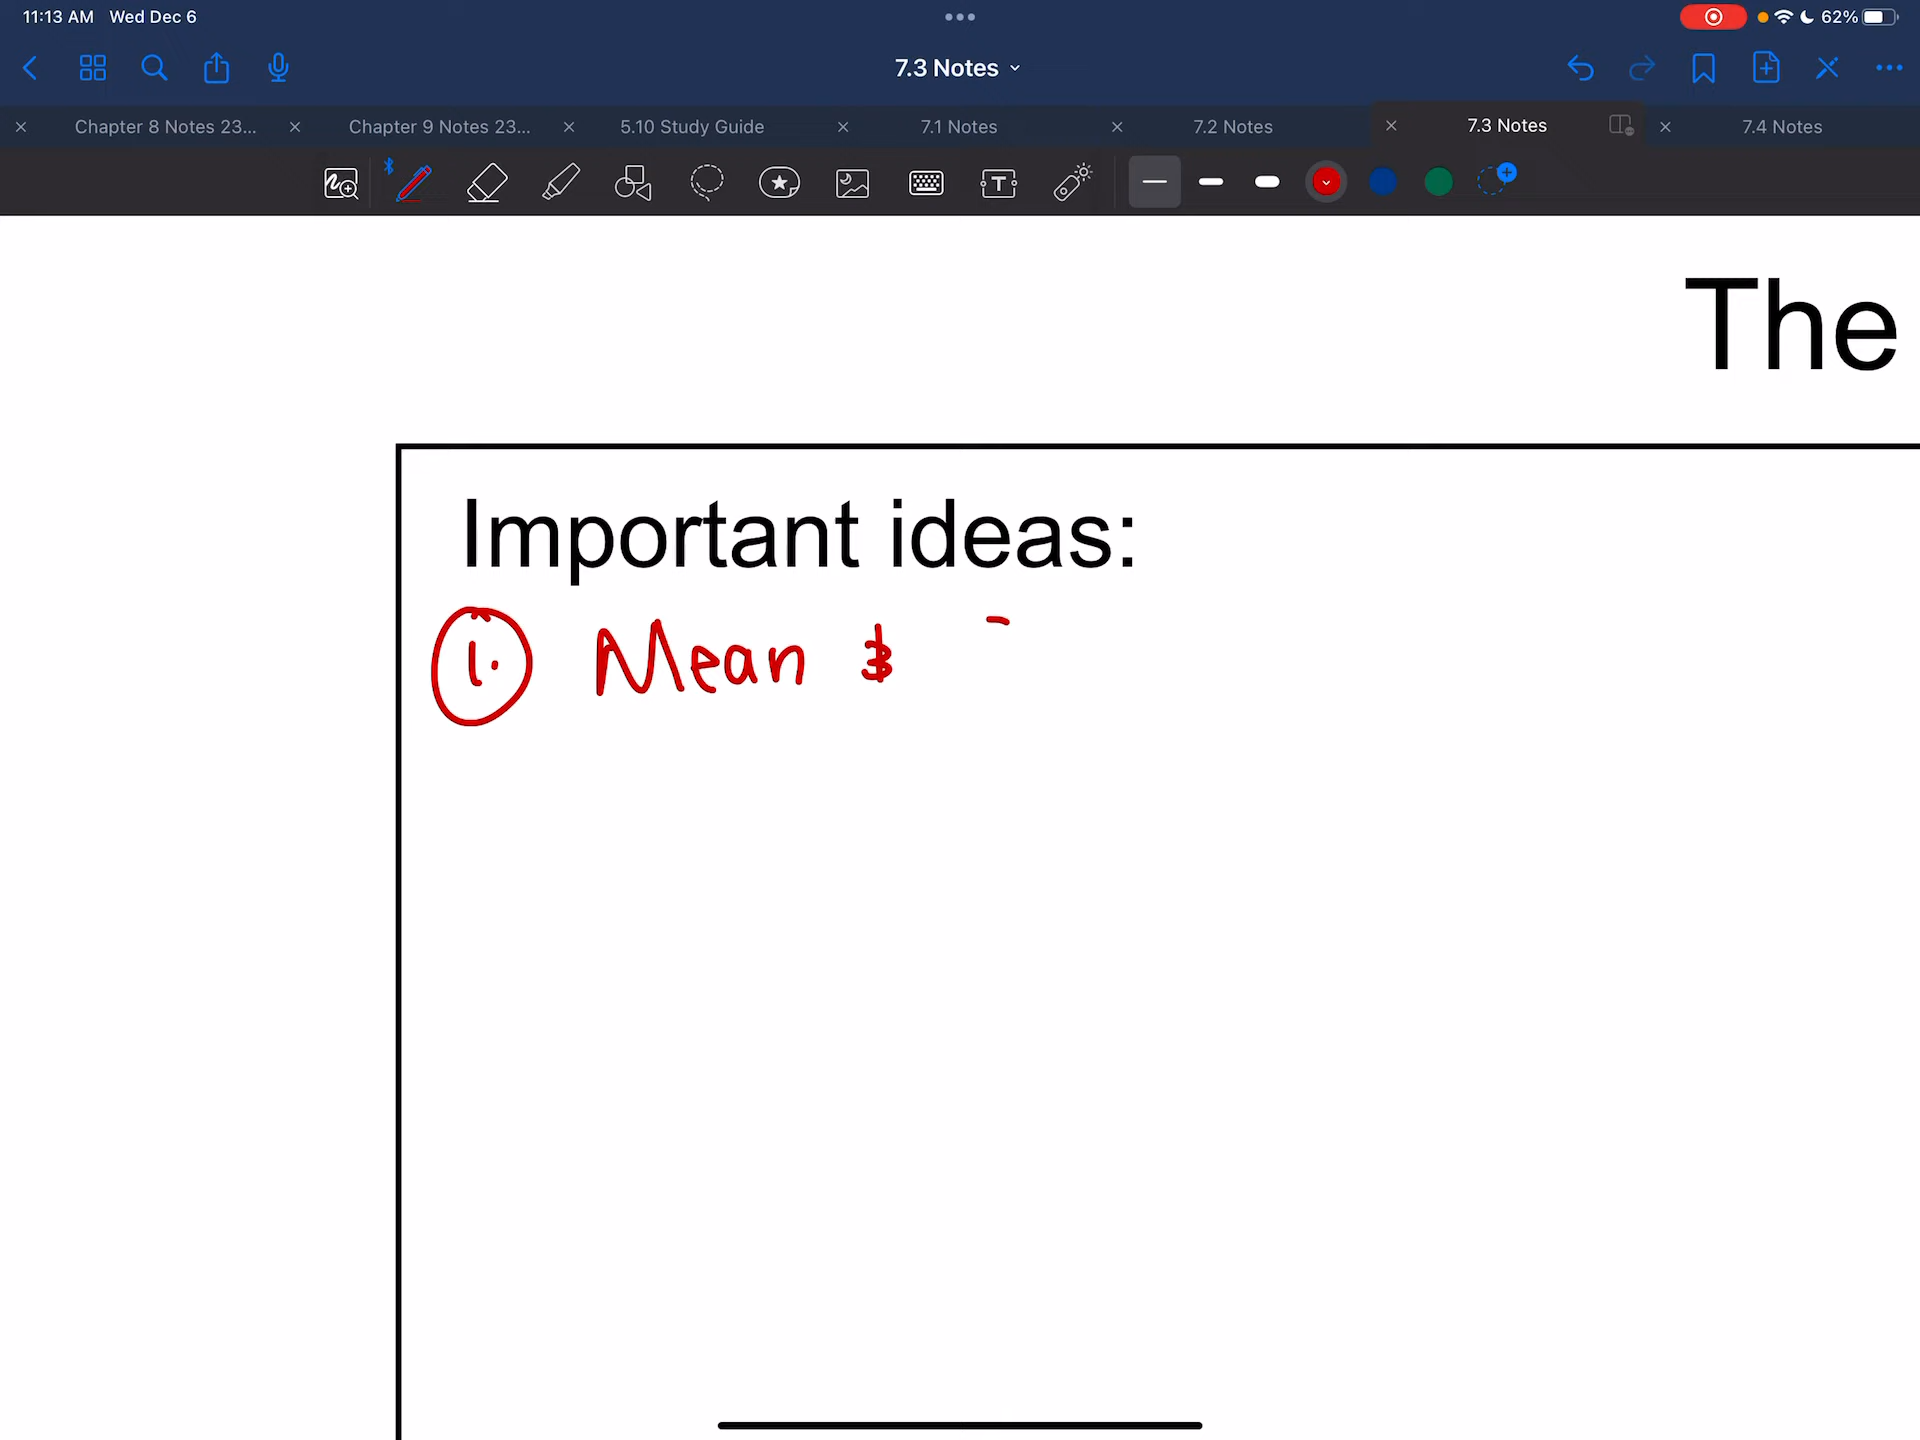 11:13 AM Wed Dec 6
62%
7.3 Notes
Chapter 8 Notes 23...
Chapter 9 Notes 23...
5.10 Study Guide
7.1 Notes
7.2 Notes
7.3 Notes
7.4 Notes
T
The
Important ideas:
1. Mean &